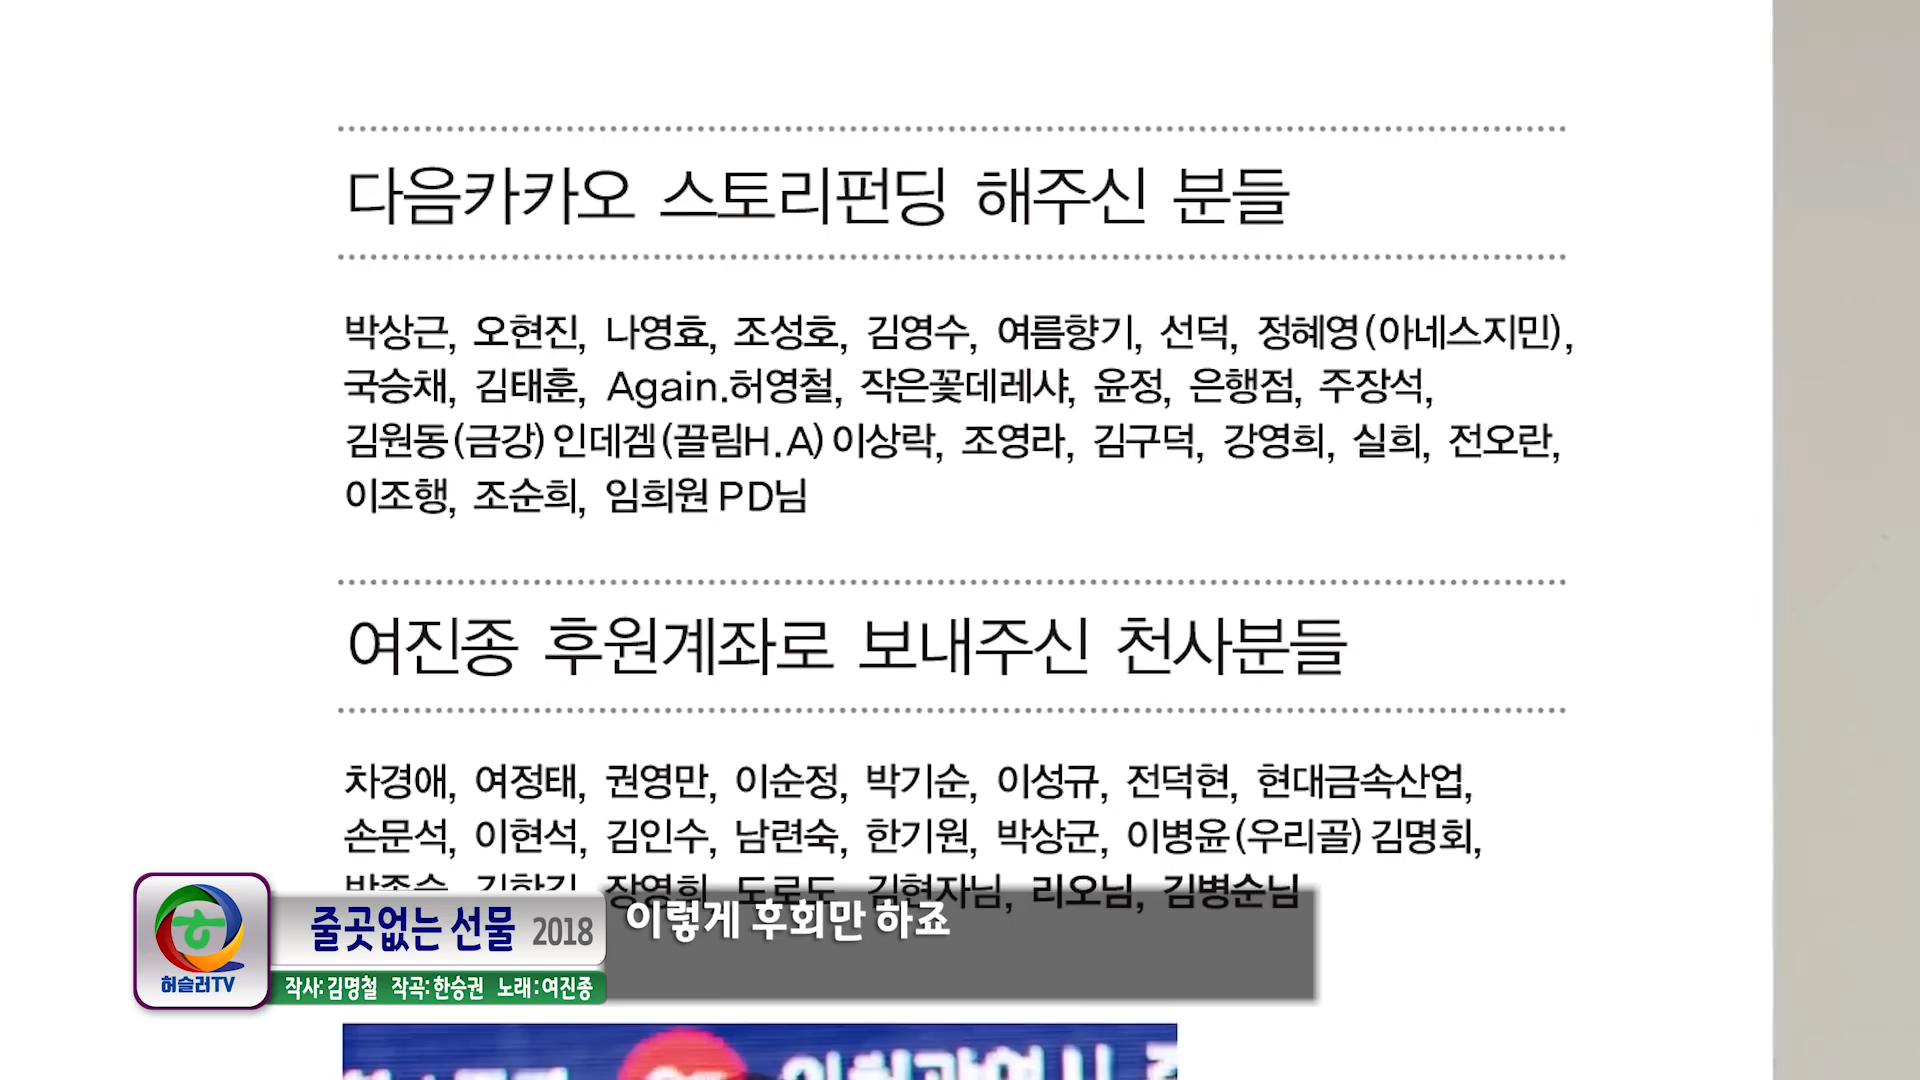 다음카카오 스토리펀딩 해주신 분들
박상근, 오현진, 나영효, 조성호, 김영수, 여름향기, 선덕, 정혜영(아네스지민),
국승채, 김태훈, Again.허영철, 작은꽃데레샤, 윤정, 은행점, 주장석,
김원동(금강)인데겜(끌림H.A)이상락, 조영라, 김구덕, 강영희, 실희, 전오란,
이조행, 조순희, 임희원PD님
여진종 후원계좌로 보내주신 천사분들
차경애, 여정태, 권영만, 이순정, 박기순, 이성규, 전덕현, 현대금속산업,
손문석, 이현석, 김인수, 남련숙, 한기원, 박상군, 이병윤(우리골)김명회,
장영희, 도로도, 김현자님, 리오님, 김병순님
이렇게 후회만 하죠
줄곳없는 선물 2018
허슬러TV
작사:김명철 작곡:한승권 노래:여진종